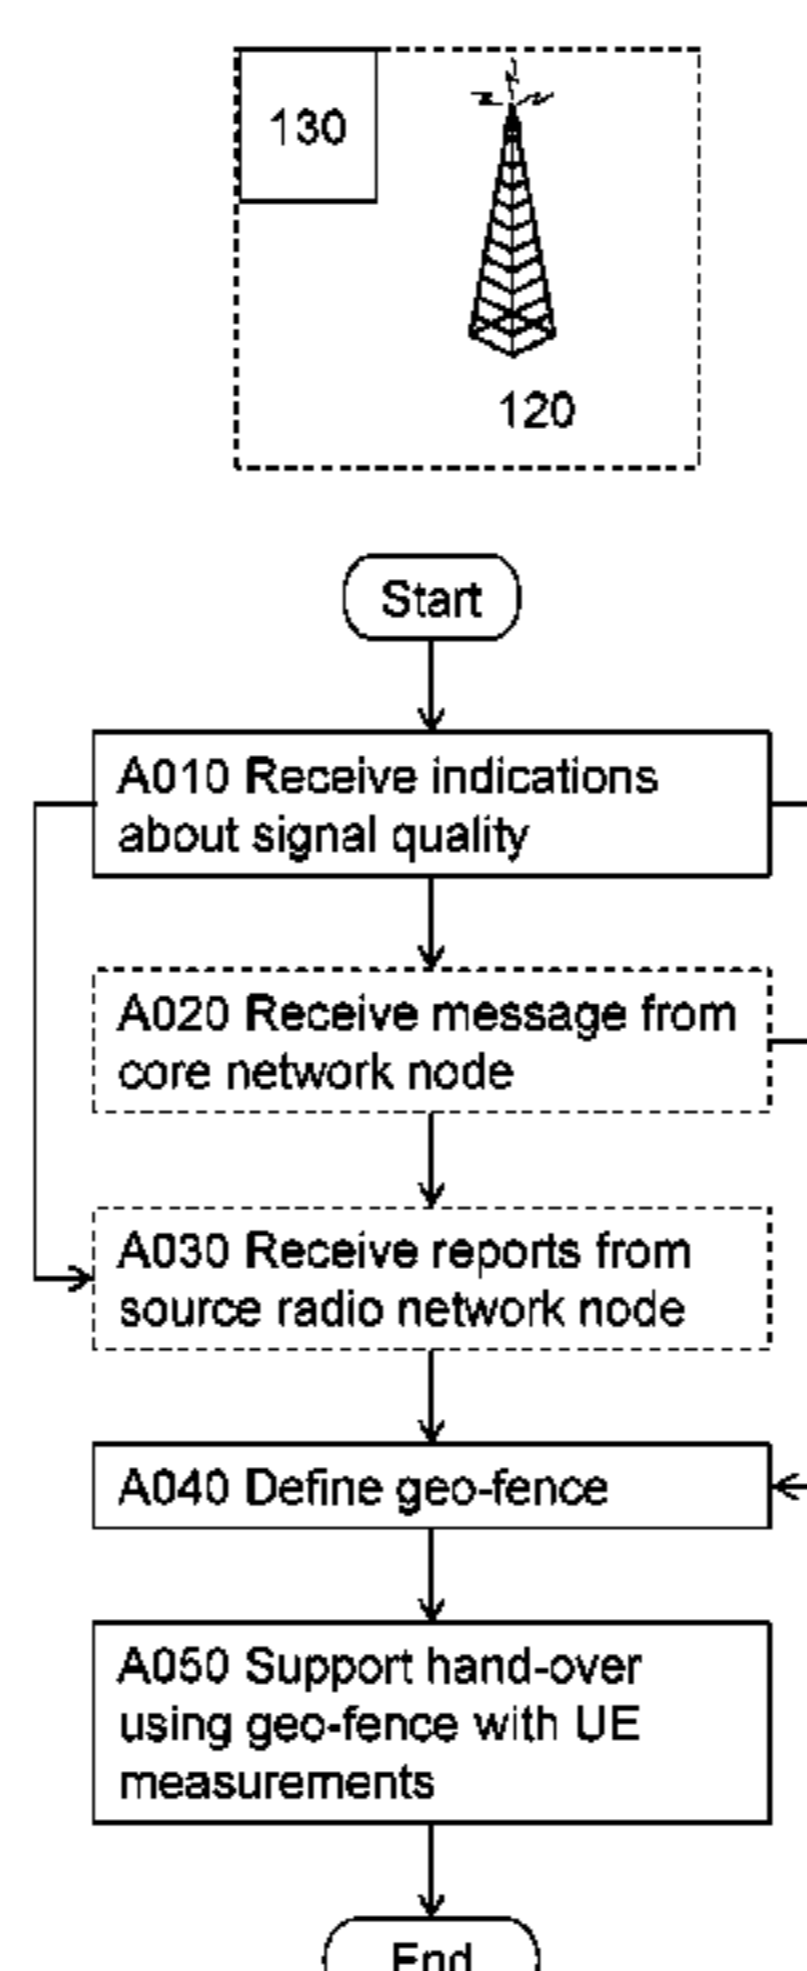 130
120
Start
A010 Receive indications
about signal quality
A020 Receive message from
core network node
A030 Receive reports from
source radio network node
A040 Define geo-fence
A050 Support hand-over
using geo-fence with UE
measurements
End